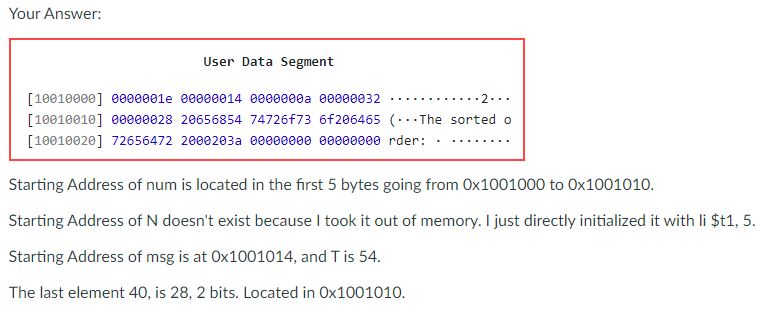 Your Answer:
User Data Segment
[10010000] 0000001e 00000014 0000000a 00000032 ············2···
[10010010] 00000028 20656854 74726f73 6f206465 (···The sorted o
[10010020] 72656472 2000203a 00000000 00000000 rder: · ········
Starting Address of num is located in the first 5 bytes going from 0x1001000 to 0x1001010.
Starting Address of N doesn't exist because I took it out of memory. I just directly initialized it with li $t1, 5.
Starting Address of msg is at 0x1001014, and T is 54.
The last element 40, is 28, 2 bits. Located in 0x1001010.